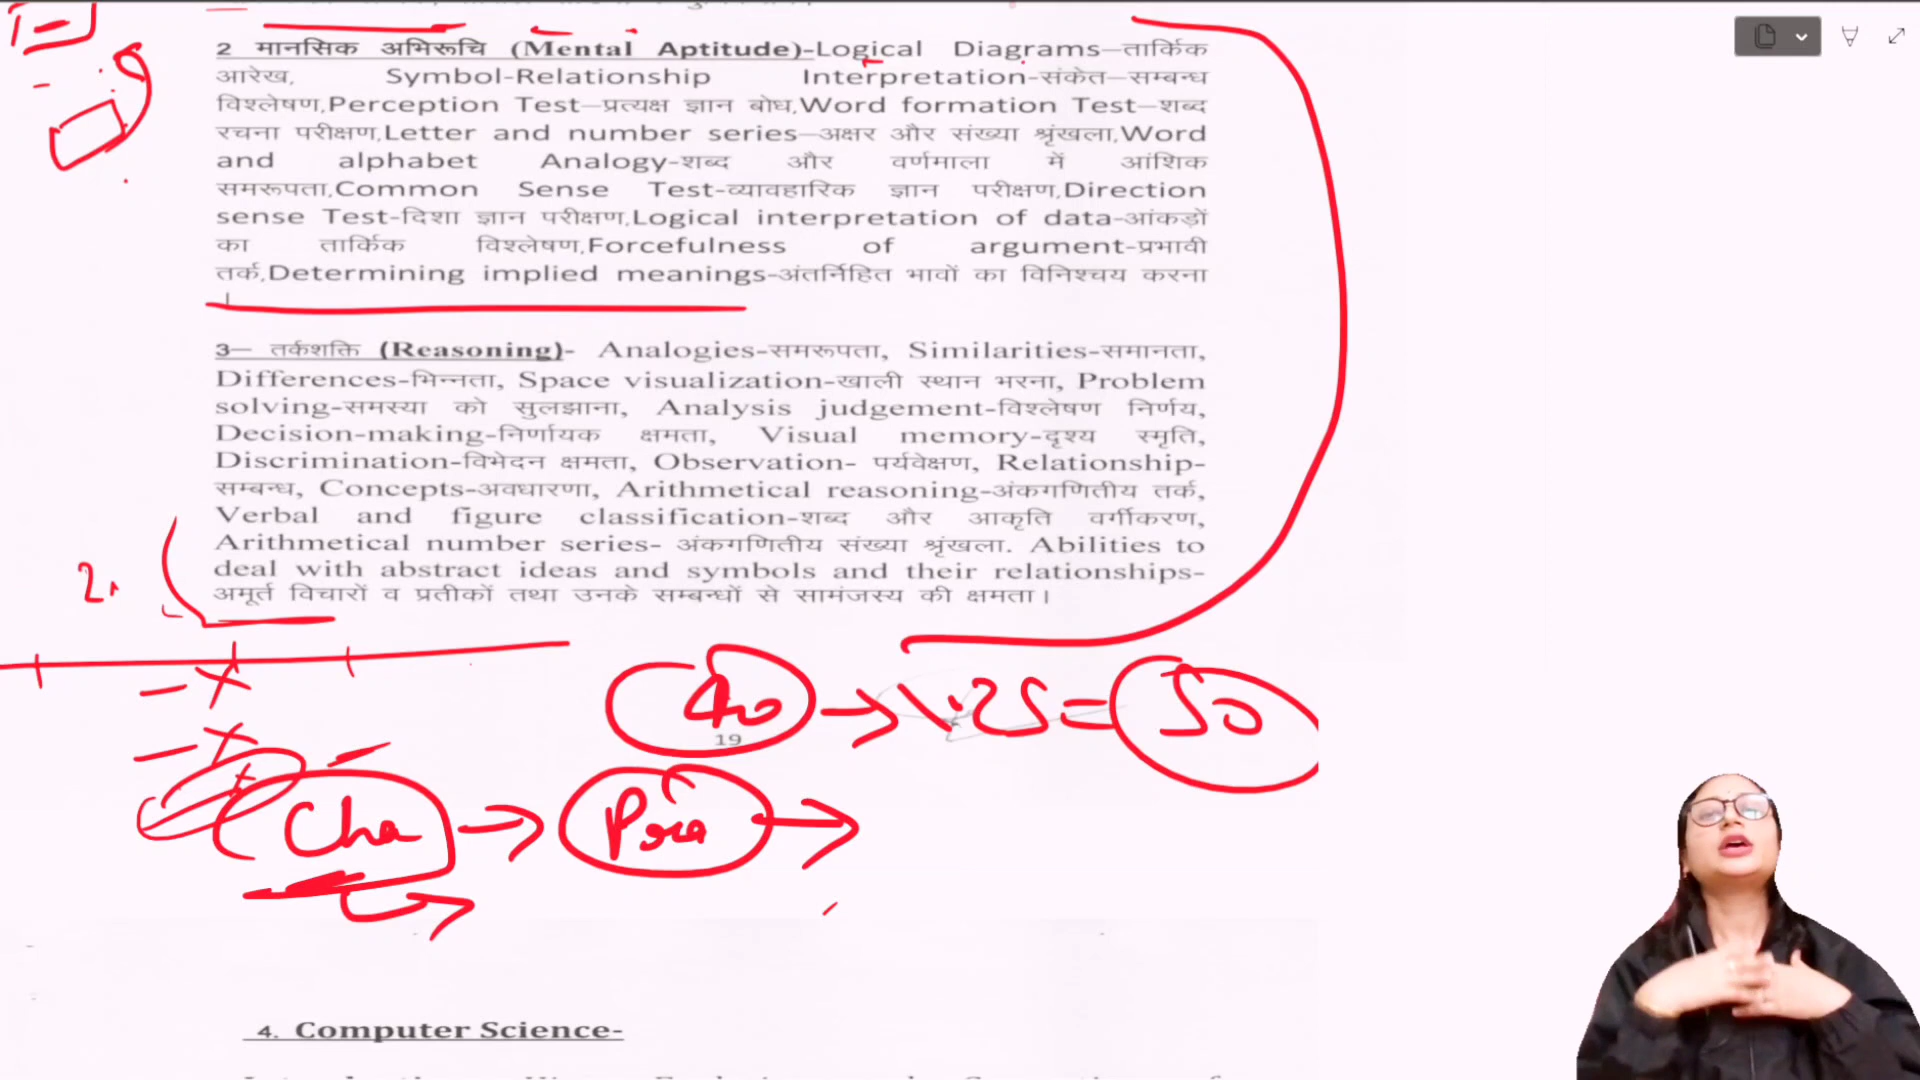 2 मानसिक अभिरूचि (Mental Aptitude)-Logical Diagrams–तार्किक
आरेख, Symbol-Relationship Interpretation-संकेत–सम्बन्ध
विश्लेषण,Perception Test–प्रत्यक्ष ज्ञान बोध,Word formation Test–शब्द
रचना परीक्षण,Letter and number series–अक्षर और संख्या श्रृंखला,Word
and alphabet Analogy-शब्द और वर्णमाला में आंशिक
समरूपता,Common Sense Test-व्यावहारिक ज्ञान परीक्षण,Direction
sense Test-दिशा ज्ञान परीक्षण,Logical interpretation of data-आंकड़ों
का तार्किक विश्लेषण,Forcefulness of argument-प्रभावी
तर्क,Determining implied meanings-अंतर्निहित भावों का विनिश्चय करना
।
3– तर्कशक्ति (Reasoning)- Analogies-समरूपता, Similarities-समानता,
Differences-भिन्नता, Space visualization-खाली स्थान भरना, Problem
solving-समस्या को सुलझाना, Analysis judgement-विश्लेषण निर्णय,
Decision-making-निर्णायक क्षमता, Visual memory-दृश्य स्मृति,
Discrimination-विभेदन क्षमता, Observation- पर्यवेक्षण, Relationship-
सम्बन्ध, Concepts-अवधारणा, Arithmetical reasoning-अंकगणितीय तर्क,
Verbal and figure classification-शब्द और आकृति वर्गीकरण,
Arithmetical number series- अंकगणितीय संख्या श्रृंखला. Abilities to
deal with abstract ideas and symbols and their relationships-
अमूर्त विचारों व प्रतीकों तथा उनके सम्बन्धों से सामंजस्य की क्षमता।
40 → 1.25 = 50
19
Cha → →
4. Computer Science-